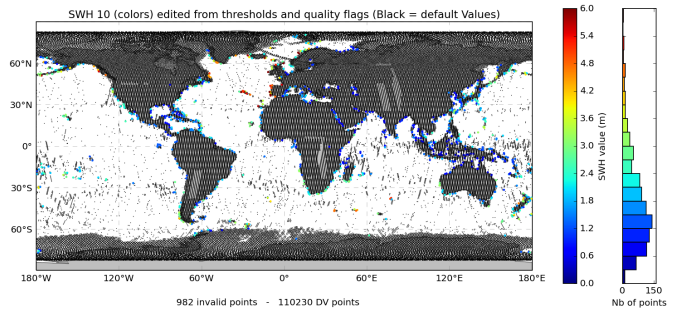 SWH 10 (colors) edited from thresholds and quality flags (Black = default Values)
60°N
30°N
0°
30°S
60°S
180°W 120°W 60°W 0° 60°E 120°E 180°E
982 invalid points - 110230 DV points
6.0
5.4
4.8
4.2
3.6
3.0
2.4
1.8
1.2
0.6
0.0
SWH value (m)
0 150
Nb of points